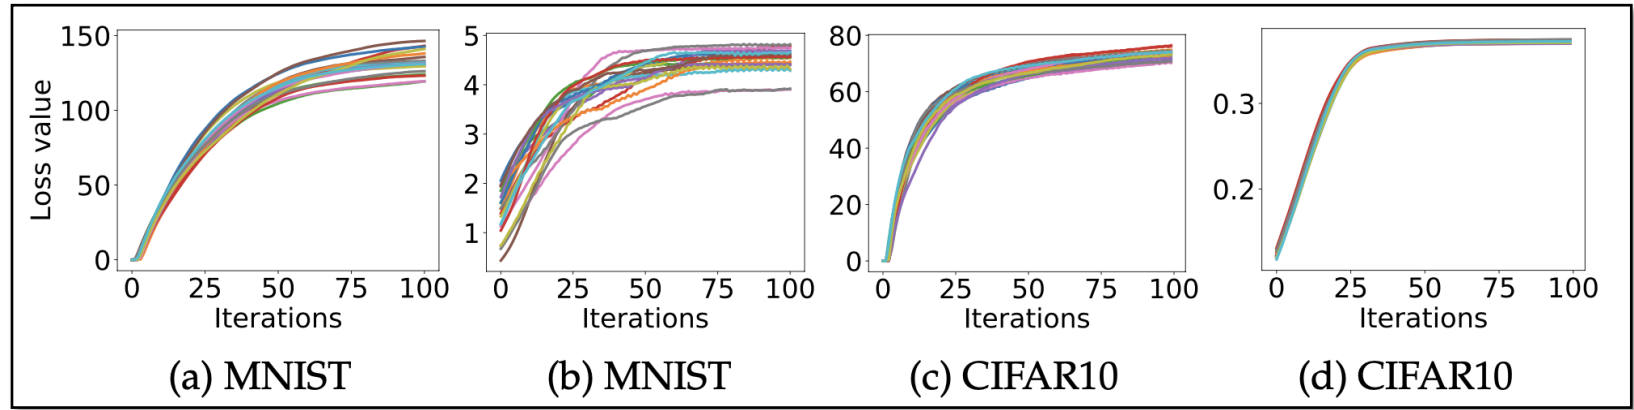 Loss value
150
100
50
0
0 25 50 75 100
Iterations
(a) MNIST
5
4
3
2
1
0 25 50 75 100
Iterations
(b) MNIST
80
60
40
20
0
0 25 50 75 100
Iterations
(c) CIFAR10
0.3
0.2
0 25 50 75 100
Iterations
(d) CIFAR10